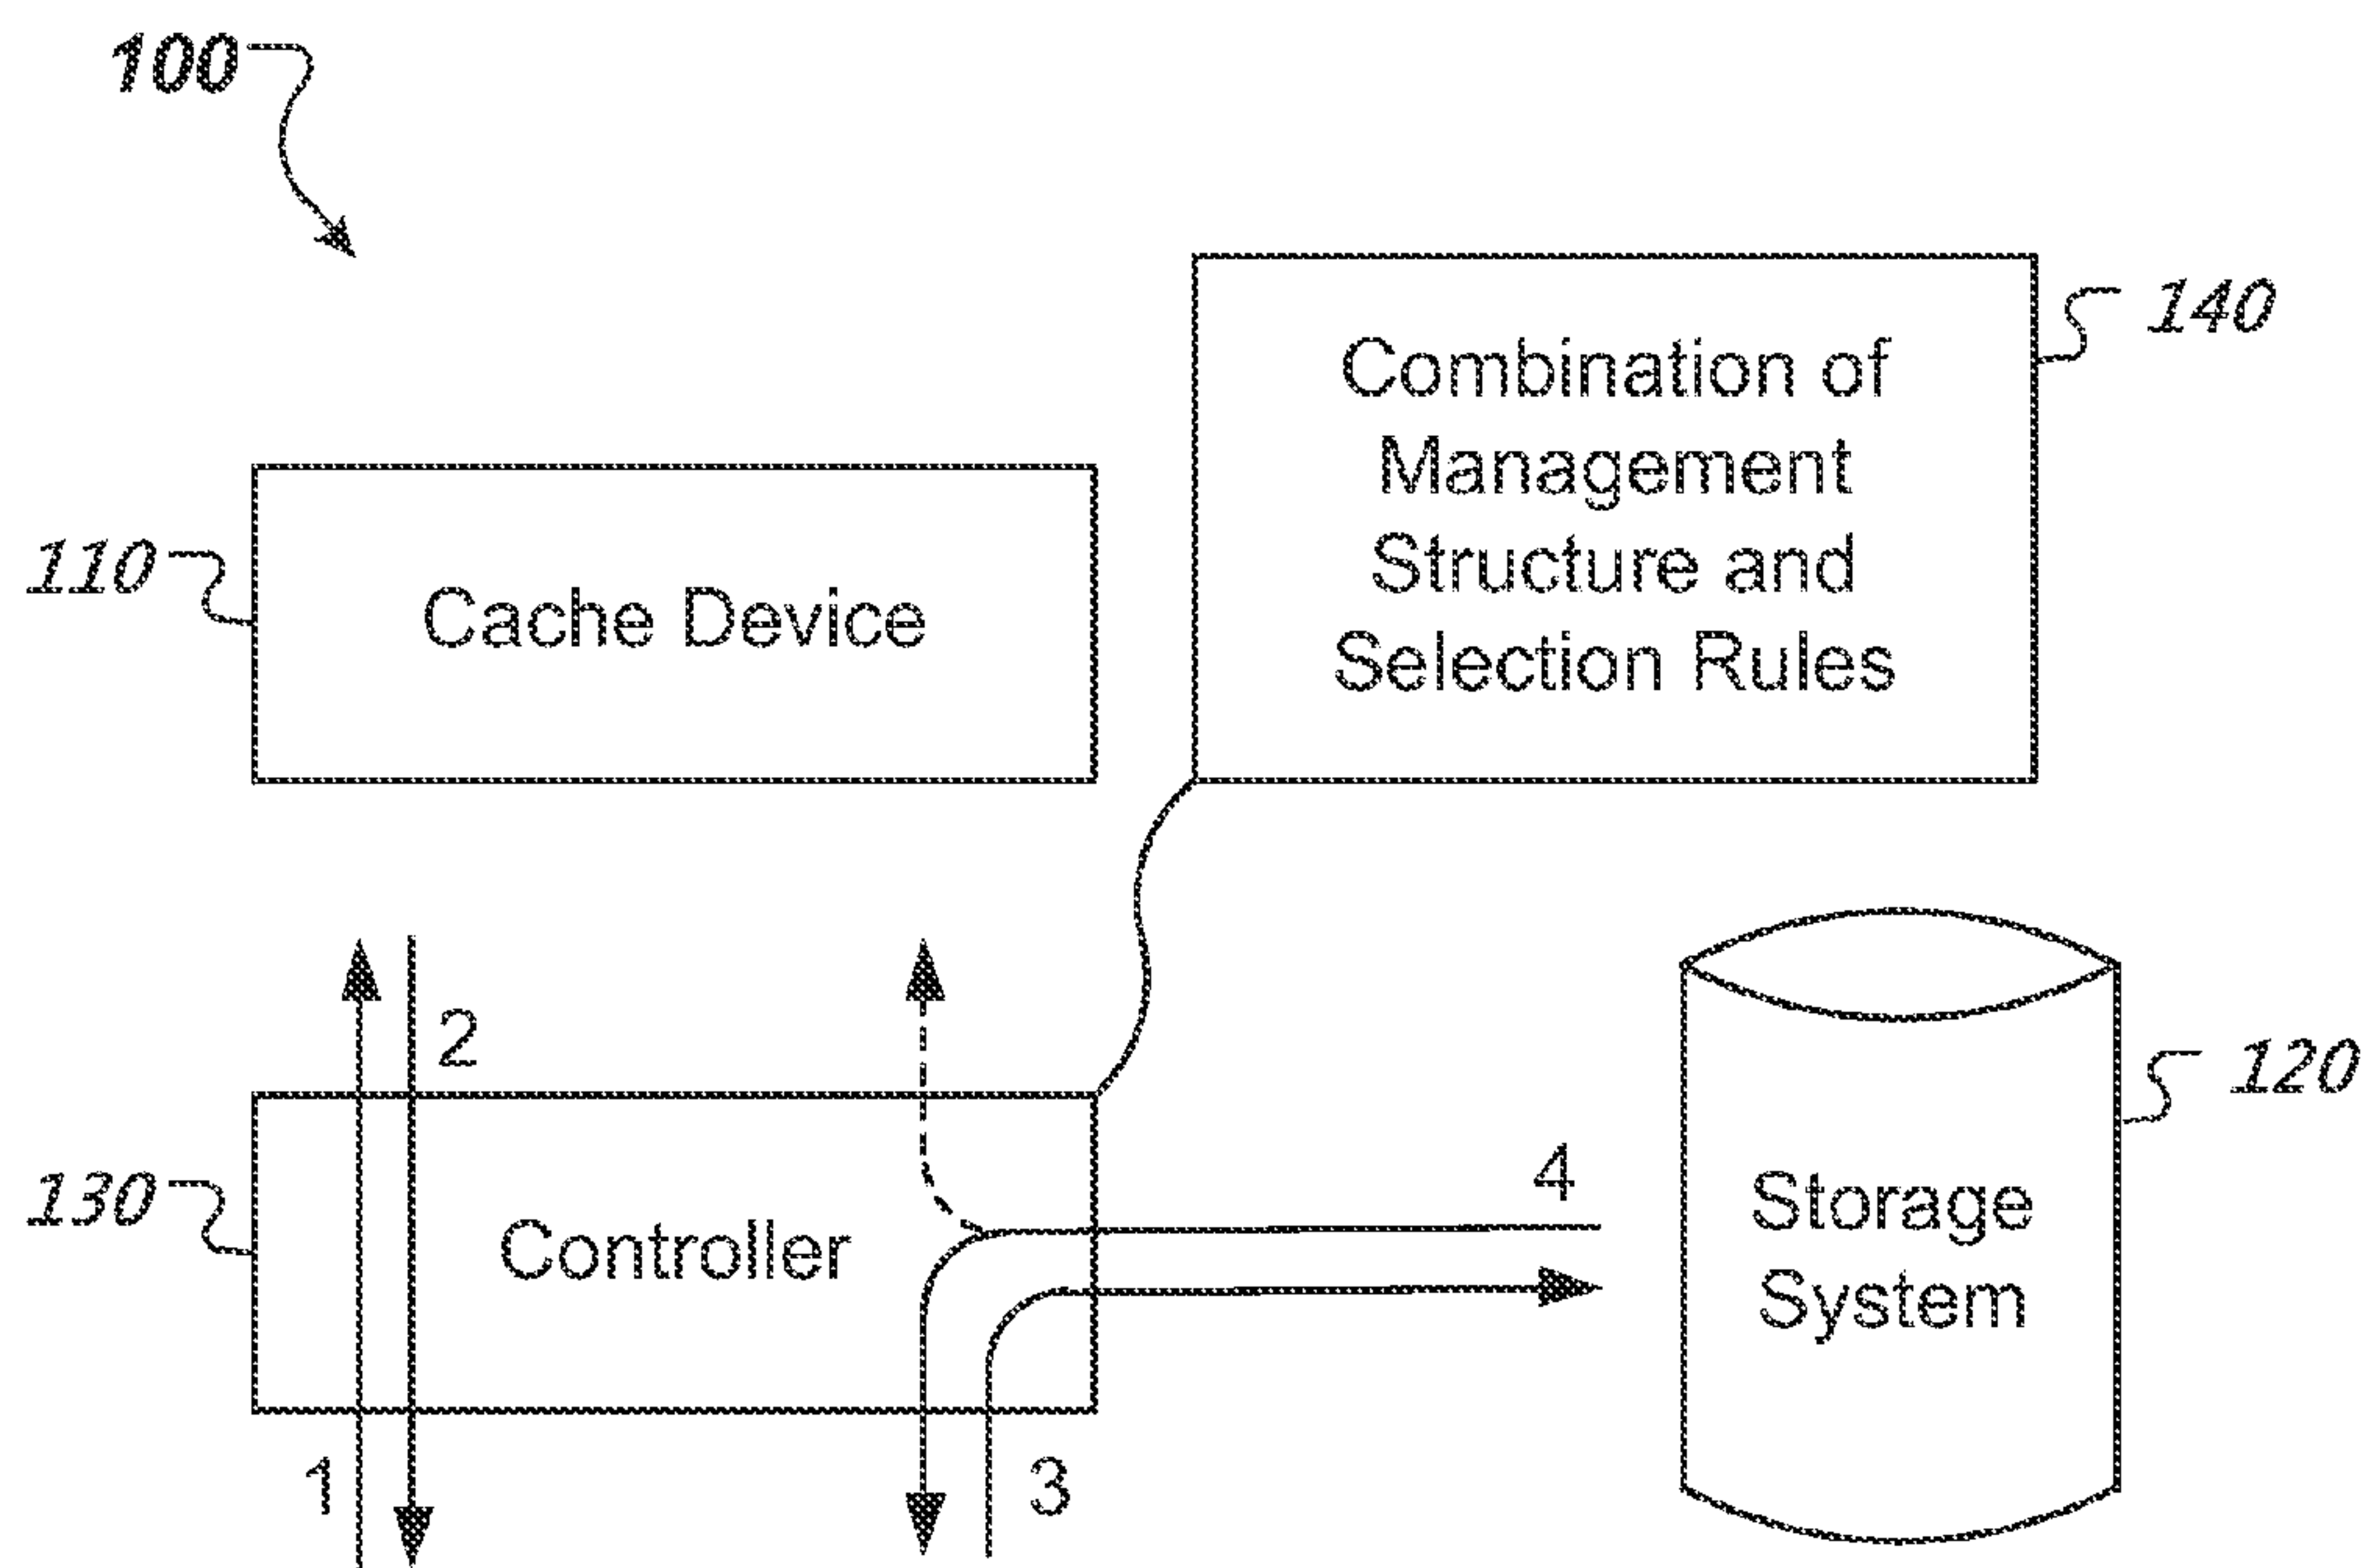 100
140
Combination of
Management
Structure and
Selection Rules
110
Cache Device
2
120
4
130
Controller
Storage
System
1
3